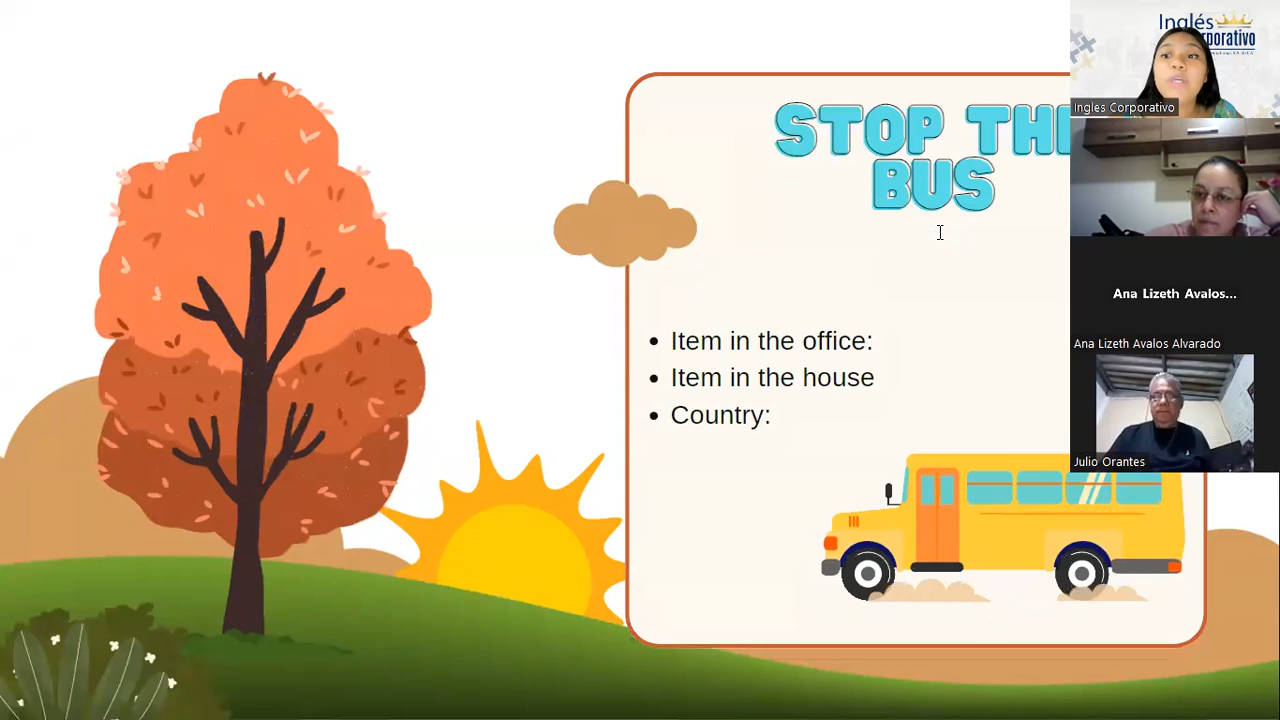 STOP THE
BUS
Item in the office:
Item in the house
Country:
Inglés
Corporativo
Ingles Corporativo
Ana Lizeth Avalos...
Ana Lizeth Avalos Alvarado
Julio Orantes